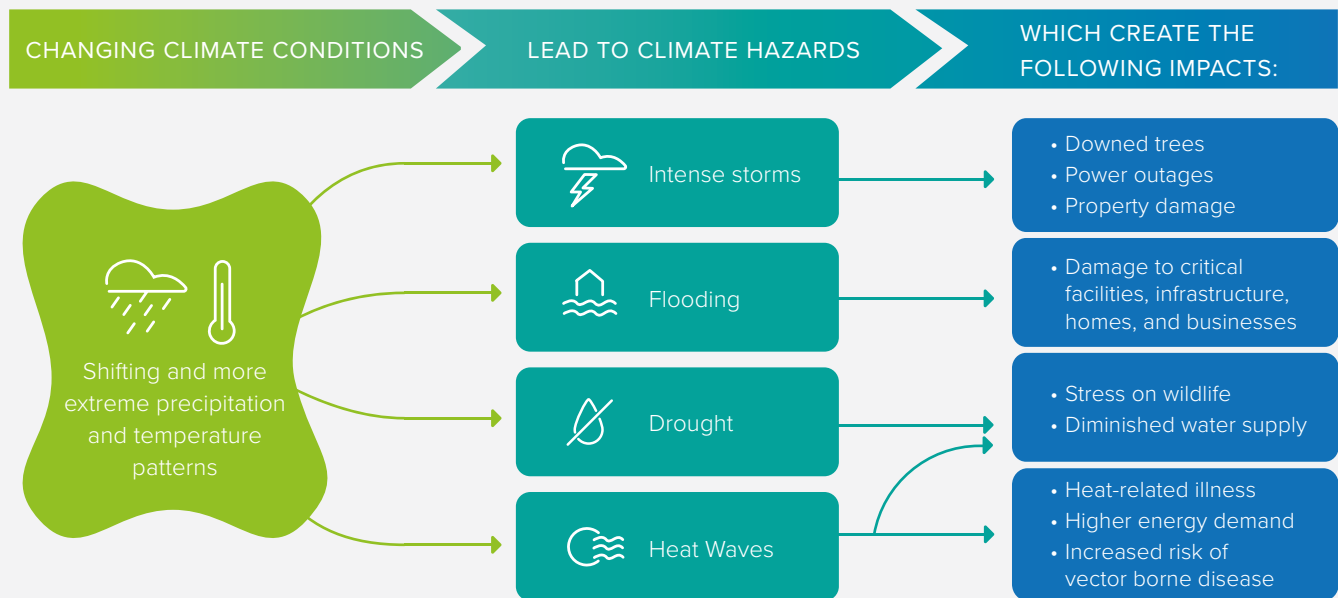 CHANGING CLIMATE CONDITIONS
LEAD TO CLIMATE HAZARDS
WHICH CREATE THE
FOLLOWING IMPACTS:
Shifting and more
extreme precipitation
and temperature
patterns
Intense storms
• Downed trees
• Power outages
• Property damage
Flooding
• Damage to critical
facilities, infrastructure,
homes, and businesses
Drought
• Stress on wildlife
• Diminished water supply
Heat Waves
• Heat-related illness
• Higher energy demand
• Increased risk of
vector borne disease